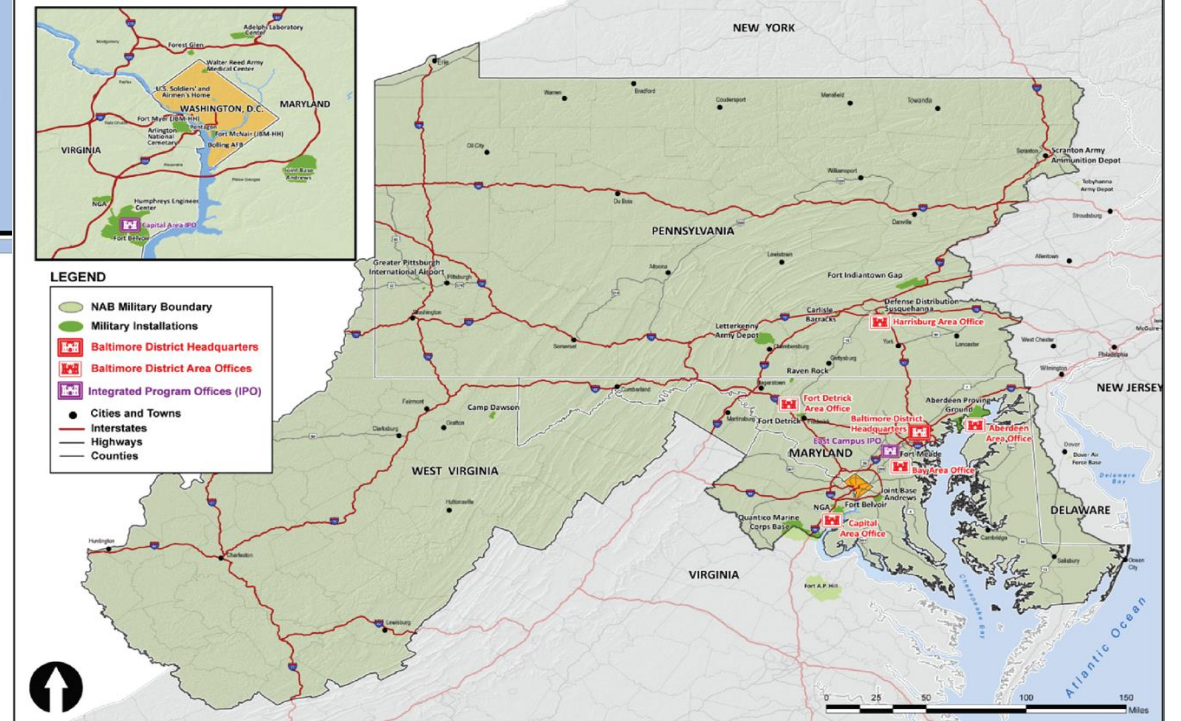 Adelphi Laboratory
Center
Montgomery
Forest Glen
Walter Reed Army
Medical Center
Fairfax
U.S. Soldiers' and
Airmen's Home
WASHINGTON, D.C.
MARYLAND
Fort Myer (JBM-HH)
Pentagon
Arlington
National
Cemetary
Fort McNair (JBM-HH)
Bolling AFB
VIRGINIA
Alexandria
Prince Georges
Joint Base
Andrews
NGA
Humphreys Engineer
Center
Capital Area IPO
Fort Belvoir
LEGEND
NAB Military Boundary
Military Installations
Baltimore District Headquarters
Baltimore District Area Offices
Integrated Program Offices (IPO)
Cities and Towns
Interstates
Highways
Counties
NEW YORK
Erie
Warren
Bradford
Coudersport
Mansfield
Towanda
Oil City
Scranton
Scranton Army
Ammunition Depot
Williamsport
Tobyhanna
Army Depot
Du Bois
Danville
Stroudsburg
PENNSYLVANIA
Greater Pittsburgh
International Airport
Pittsburgh
Altoona
Lewistown
Allentown
Fort Indiantown Gap
Washington
Somerset
Carlisle
Barracks
Defense Distribution
Susquehanna
Harrisburg Area Office
Letterkenny
Army Depot
Chambersburg
Gettysburg
York
Lancaster
West Chester
Philadelphia
McGuire
Wilmington
Raven Rock
Hagerstown
Cumberland
NEW JERSEY
Fairmont
Camp Dawson
Clarksburg
Grafton
Martinsburg
Fort Detrick
Area Office
Fort Detrick
Frederick
Baltimore District
Headquarters
Aberdeen Proving
Ground
Aberdeen
Area Office
East Campus IPO
MARYLAND
Fort Meade
Bay Area Office
Dover
Dover Air
Force Base
Delaware
Bay
WEST VIRGINIA
Huttonsville
Joint Base
Andrews
Fort Belvoir
NGA
Quantico Marine
Corps Base
Capital
Area Office
DELAWARE
Cambridge
Salisbury
Ocean
City
Huntington
Charleston
Lewisburg
VIRGINIA
Fort A.P. Hill
Chesapeake Bay
Atlantic Ocean
0 25 50 100 150
Miles